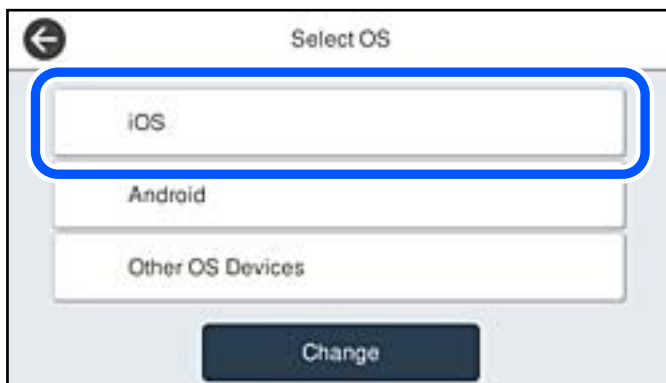 Select OS
iOS
Android
Other OS Devices
Change